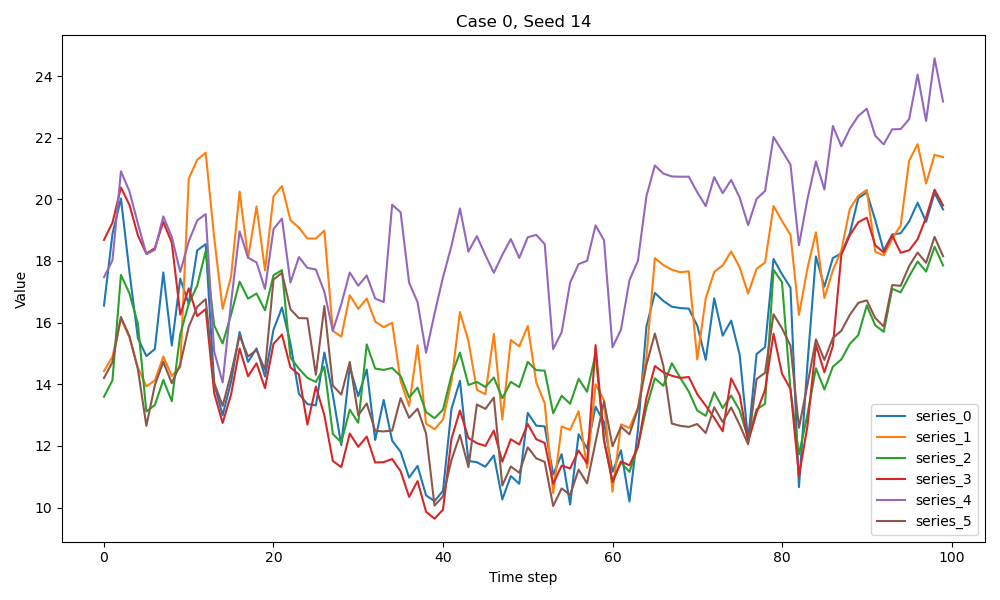 Case 0, Seed 14
Value
24
22
20
18
16
14
12
10
0
20
40
60
80
100
Time step
series_0
series_1
series_2
series_3
series_4
series_5